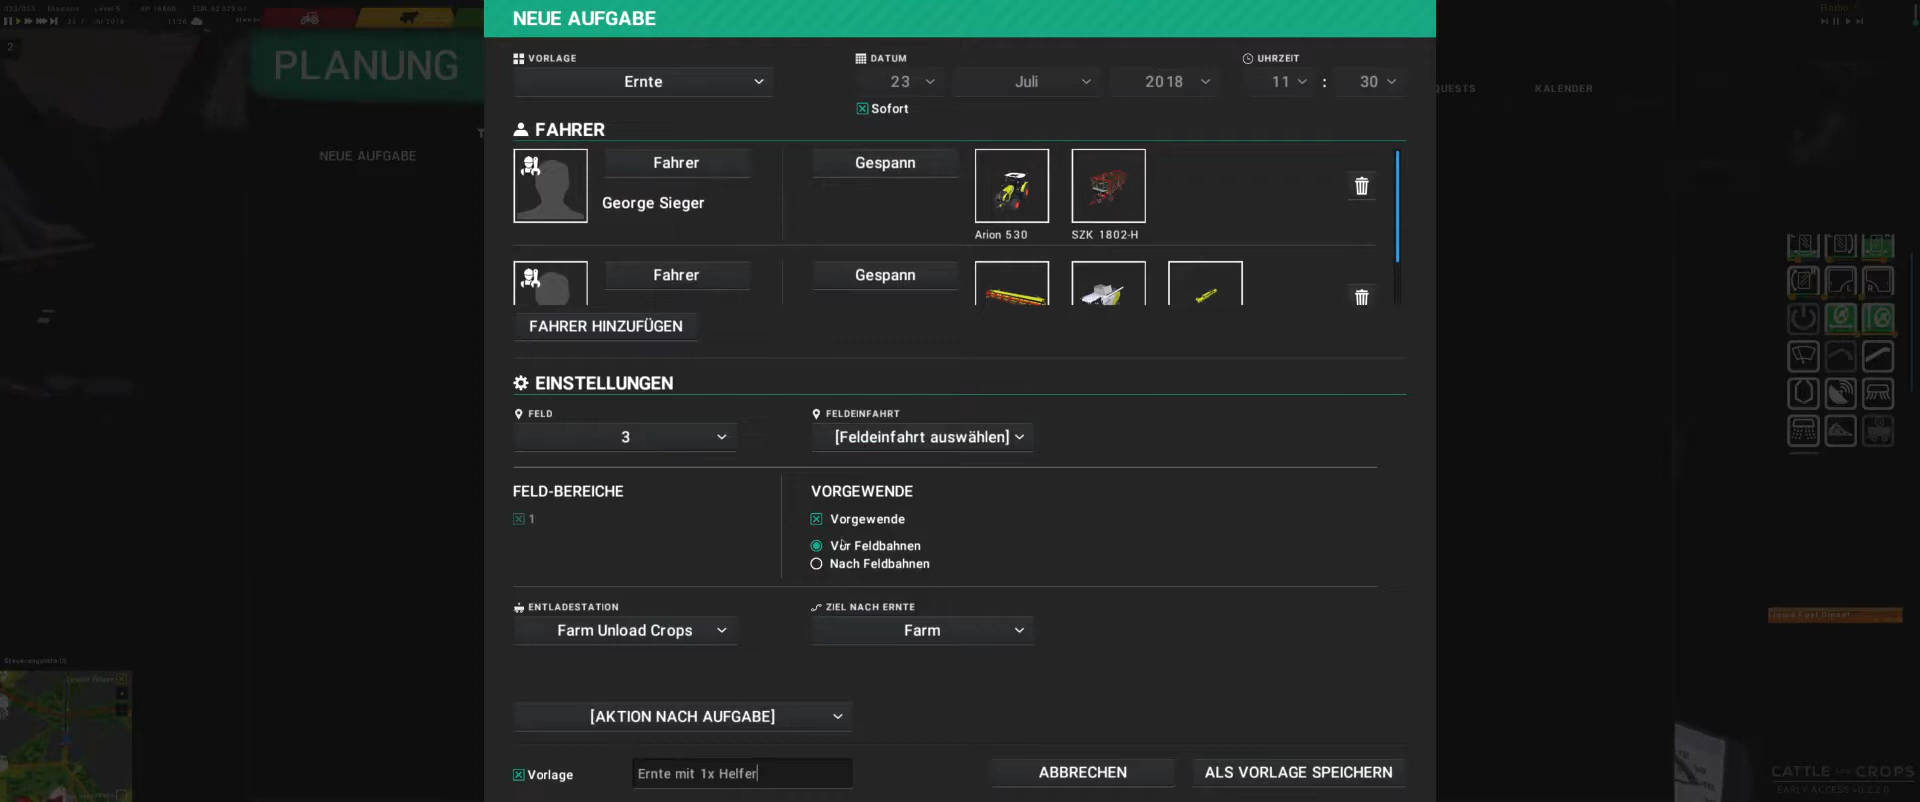 NEUE AUFGABE
2
PLANUNG
NEUE AUFGABE
KALENDER
VORLAGE
DATUM
UHRZEIT
Ernte
23
Juli
2018
11 : 30
Sofort
FAHRER
Fahrer
Gespann
George Sieger
Arion 530
SZK 1802-H
Fahrer
Gespann
FAHRER HINZUFÜGEN
EINSTELLUNGEN
FELD
FELDEINFAHRT
3
[Feldeinfahrt auswählen]
FELD-BEREICHE
VORGEWENDE
1
Vorgewende
Vor Feldbahnen
Nach Feldbahnen
ENTLADESTATION
ZIEL NACH ERNTE
Farm Unload Crops
Farm
[AKTION NACH AUFGABE]
Vorlage
Ernte mit 1x Helfer
ABBRECHEN
ALS VORLAGE SPEICHERN
CATTLE AND CROPS